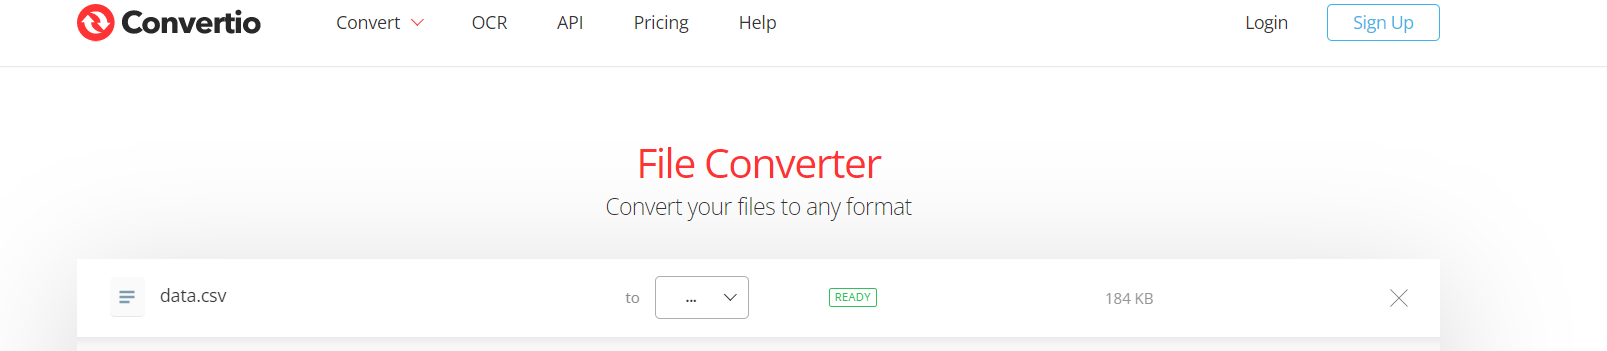 Convertio Convert OCR API Pricing Help Login Sign Up
File Converter
Convert your files to any format
data.csv to ... READY 184 KB